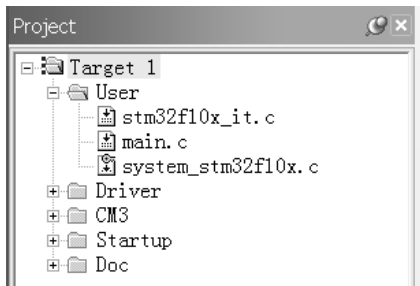 Project
Target 1
User
stm32f10x_it.c
main.c
system_stm32f10x.c
Driver
CM3
Startup
Doc